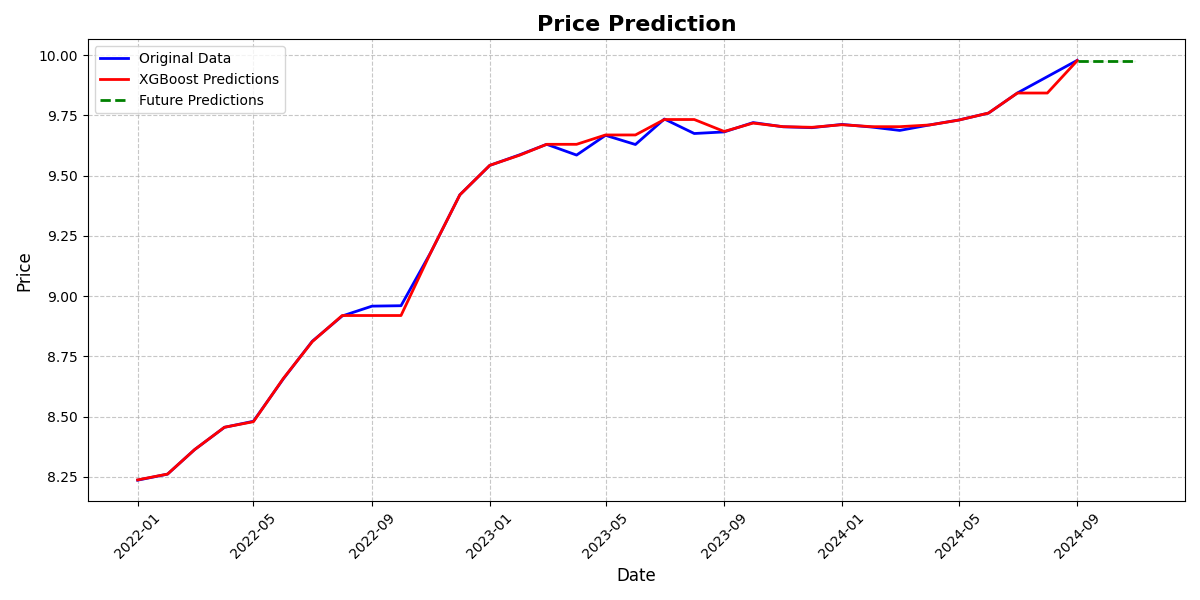 Price Prediction
Original Data
XGBoost Predictions
Future Predictions
10.00
9.75
9.50
9.25
9.00
8.75
8.50
8.25
Price
2022-01
2022-05
2022-09
2023-01
2023-05
2023-09
2024-01
2024-05
2024-09
Date